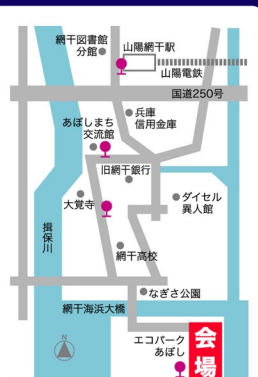 網干図書館
分館
山陽網干駅
山陽電鉄
国道250号
兵庫
信用金庫
あぼしまち
交流館
旧網干銀行
大覚寺
ダイセル
異人館
揖保川
網干高校
なぎさ公園
網干海浜大橋
N
エコパーク
あぼし
会場